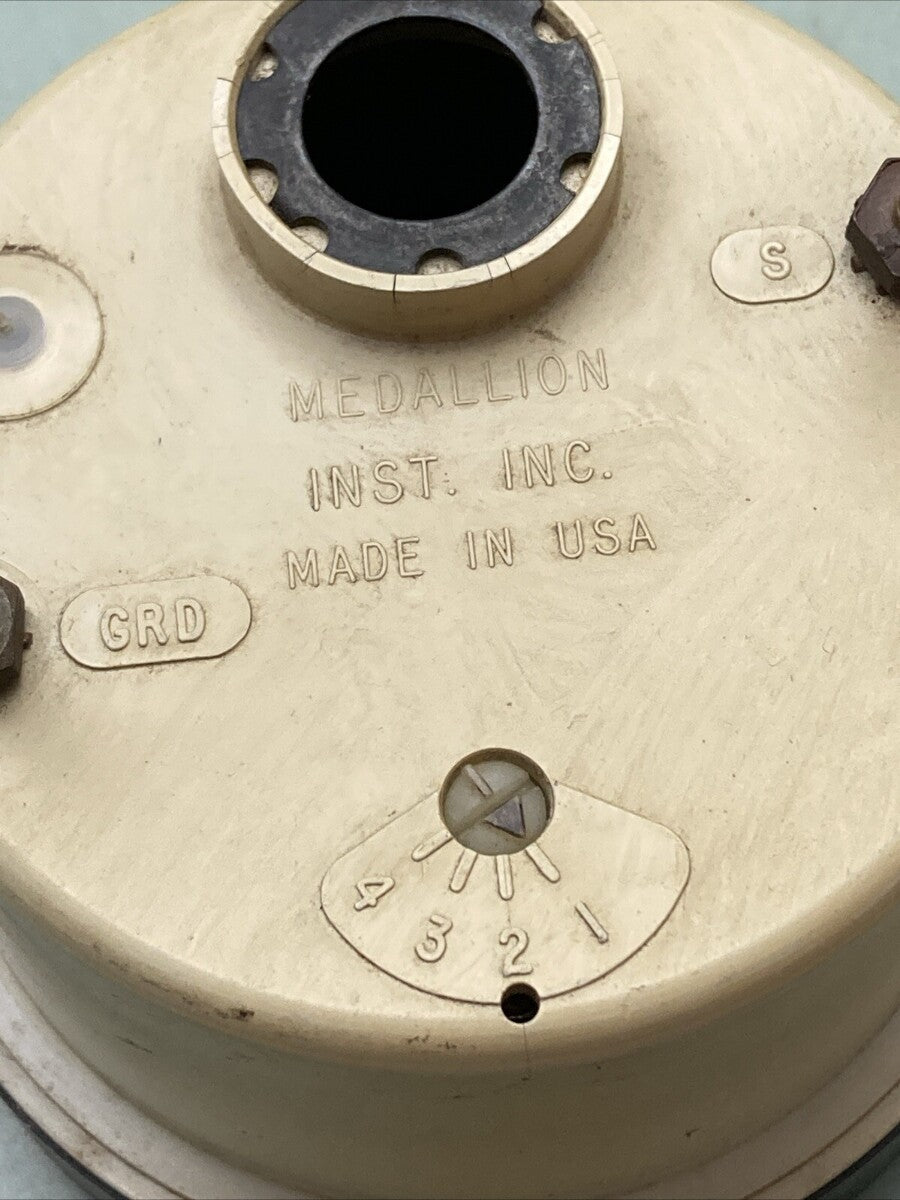 S
MEDALLION
INST. INC.
MADE IN USA
GRD
4 3 2 1